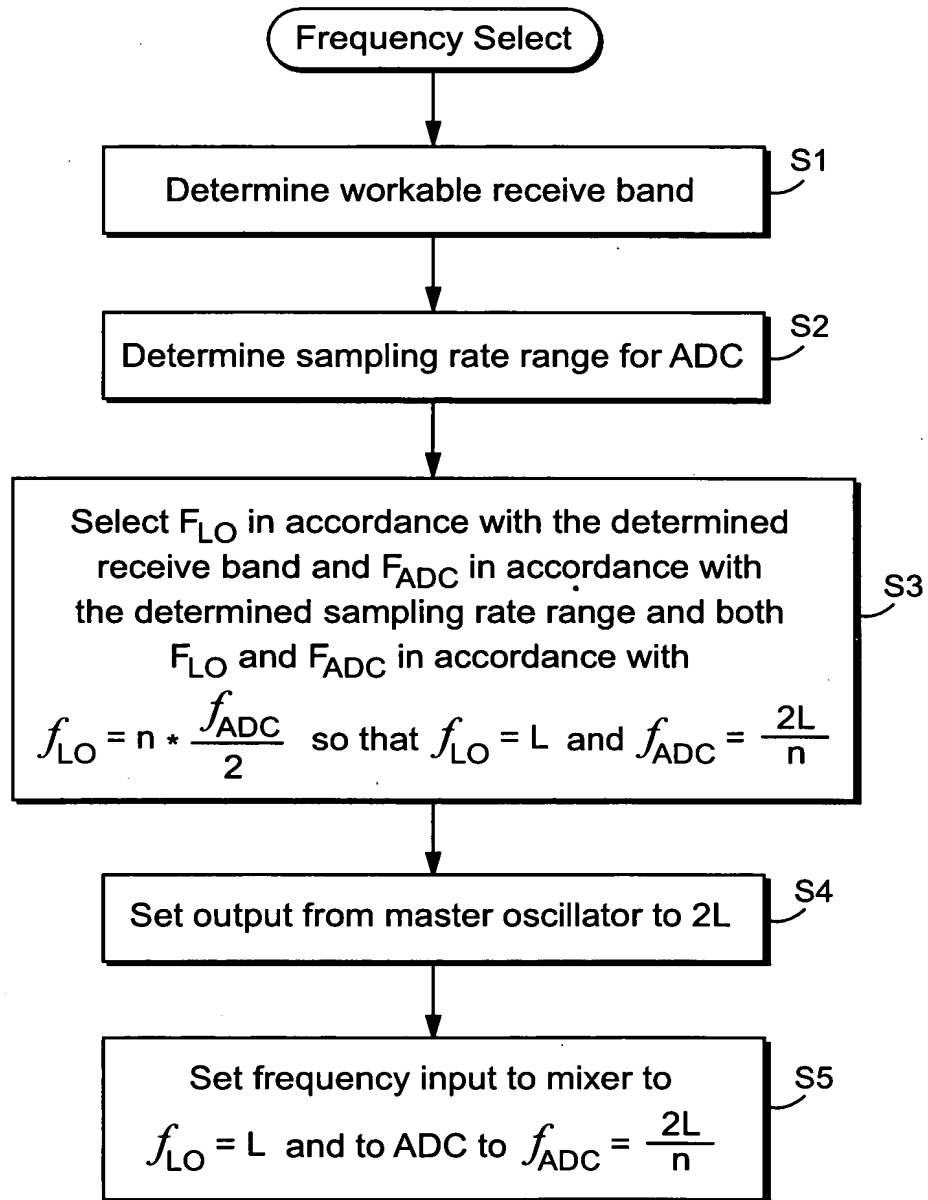 Frequency Select
Determine workable receive band
S1
Determine sampling rate range for ADC
S2
Select F_LO in accordance with the determined
receive band and F_ADC in accordance with
the determined sampling rate range and both
F_LO and F_ADC in accordance with
f_LO = n * f_ADC / 2 so that f_LO = L and f_ADC = 2L / n
S3
Set output from master oscillator to 2L
S4
Set frequency input to mixer to
f_LO = L and to ADC to f_ADC = 2L / n
S5